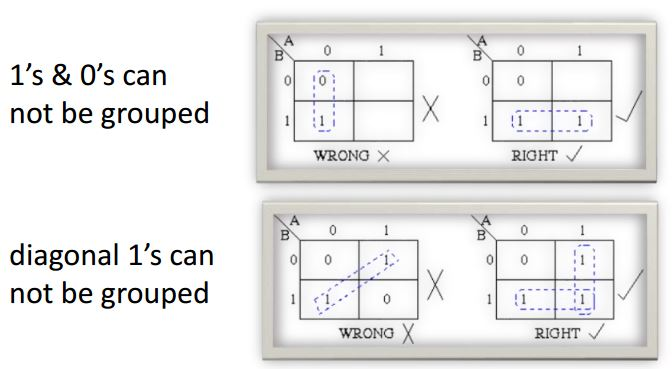 1's & 0's can
not be grouped
A
B
0 1
0 0
1 1
WRONG X
A
B
0 1
0 0
1 1 1
RIGHT ✓
diagonal 1's can
not be grouped
A
B
0 1
0 0 1
1 1 0
WRONG X
A
B
0 1
0 0 1
1 1 1
RIGHT ✓